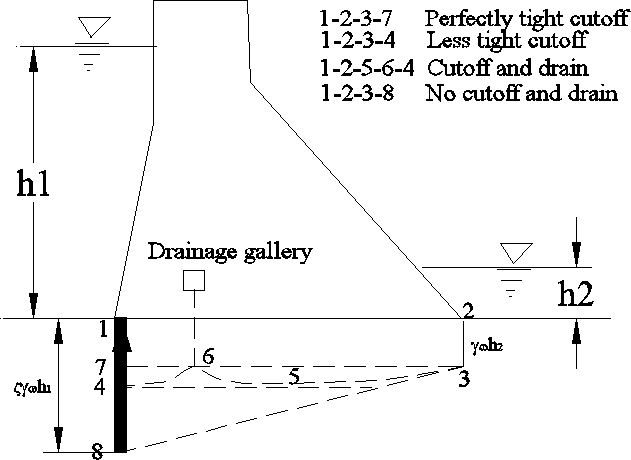 1-2-3-7 Perfectly tight cutoff
1-2-3-4 Less tight cutoff
1-2-5-6-4 Cutoff and drain
1-2-3-8 No cutoff and drain
h1
Drainage gallery
h2
1
2
γωh2
6
7
3
5
4
ζγωh1
8